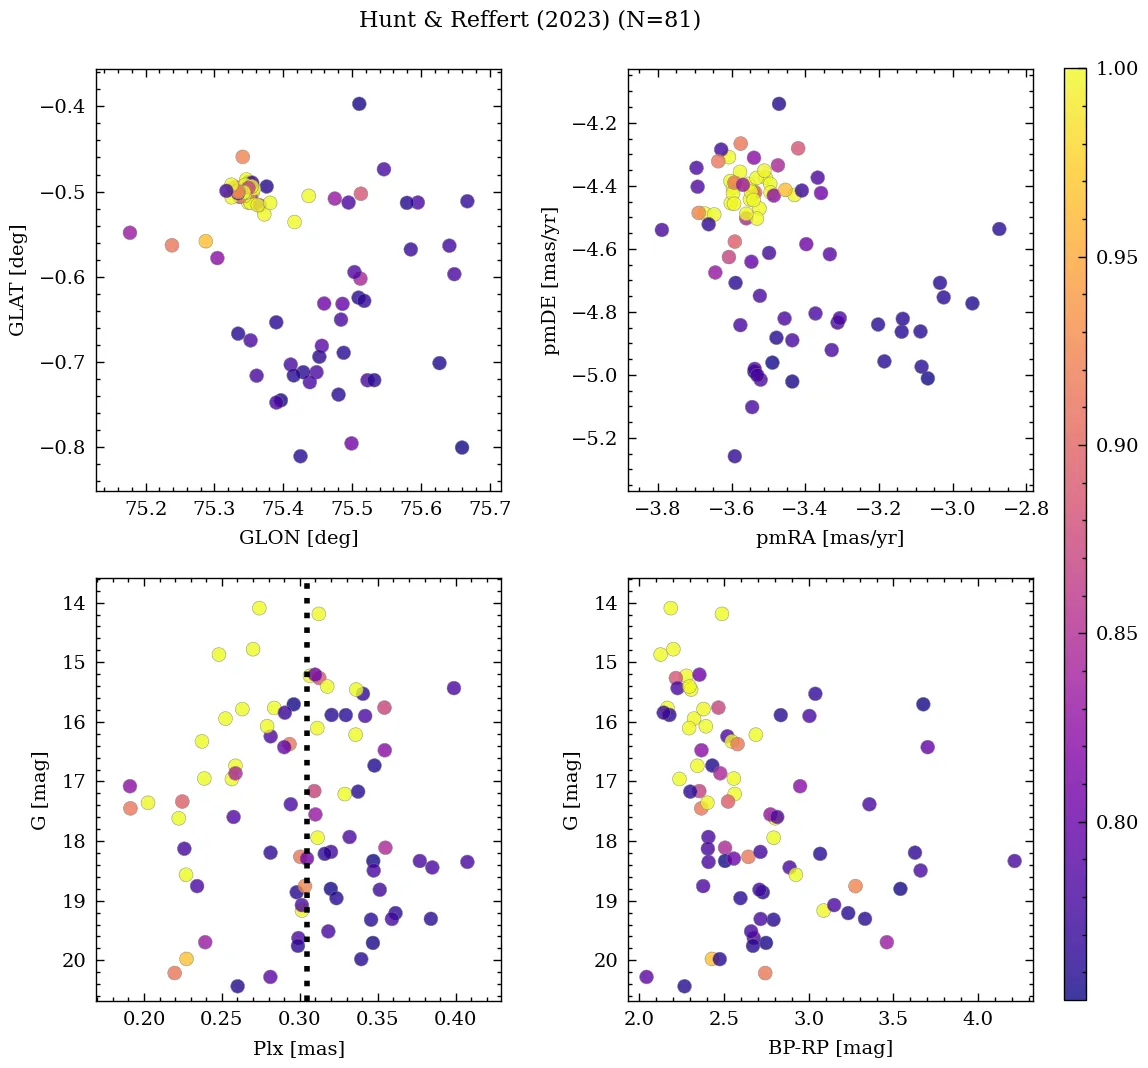 Hunt & Reffert (2023) (N=81)
−0.4
−0.5
−0.6
−0.7
−0.8
GLAT [deg]
75.2 75.3 75.4 75.5 75.6 75.7
GLON [deg]
−4.2
−4.4
−4.6
−4.8
−5.0
−5.2
pmDE [mas/yr]
−3.8 −3.6 −3.4 −3.2 −3.0 −2.8
pmRA [mas/yr]
14
15
16
17
18
19
20
G [mag]
0.20 0.25 0.30 0.35 0.40
Plx [mas]
14
15
16
17
18
19
20
G [mag]
2.0 2.5 3.0 3.5 4.0
BP-RP [mag]
1.00
0.95
0.90
0.85
0.80